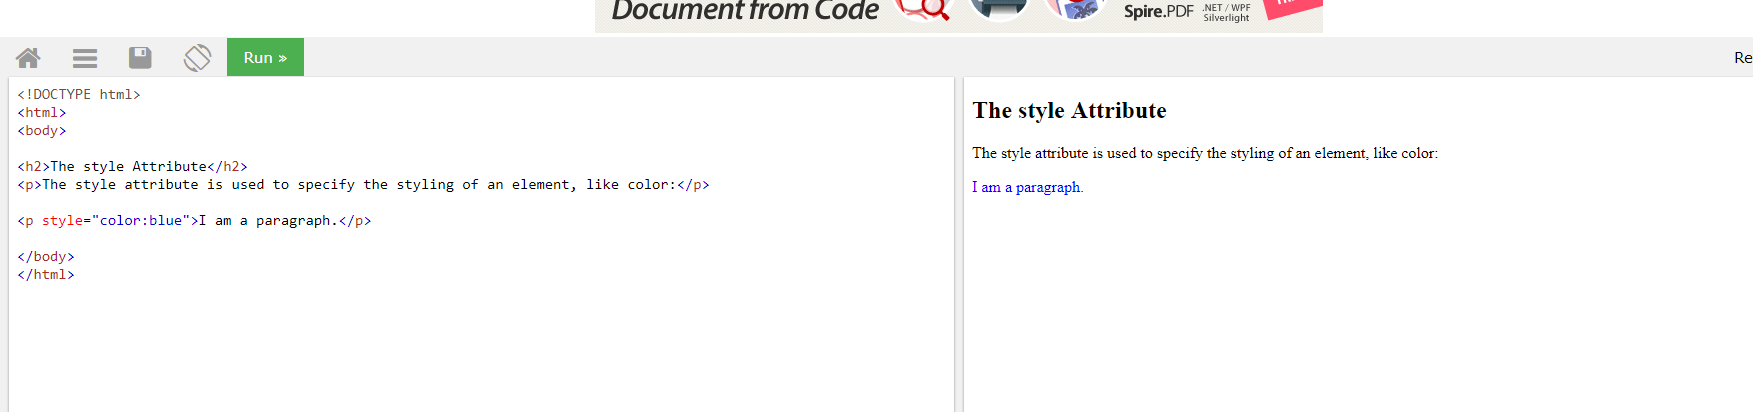 Document from Code
Spire.PDF
.NET / WPF
Silverlight
Run »
Re
<!DOCTYPE html>
<html>
<body>
<h2>The style Attribute</h2>
<p>The style attribute is used to specify the styling of an element, like color:</p>
<p style="color:blue">I am a paragraph.</p>
</body>
</html>
The style Attribute
The style attribute is used to specify the styling of an element, like color:
I am a paragraph.